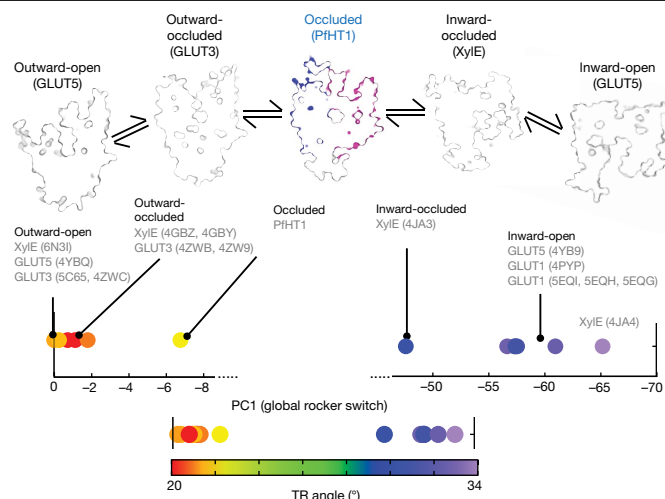 Outward-open
(GLUT5)
Outward-
occluded
(GLUT3)
Occluded
(PfHT1)
Inward-
occluded
(XylE)
Inward-open
(GLUT5)
Outward-open
XylE (6N3I)
GLUT5 (4YBQ)
GLUT3 (5C65, 4ZWC)
Outward-
occluded
XylE (4GBZ, 4GBY)
GLUT3 (4ZWB, 4ZW9)
Occluded
PfHT1
Inward-occluded
XylE (4JA3)
Inward-open
GLUT5 (4YB9)
GLUT1 (4PYP)
GLUT1 (5EQI, 5EQH, 5EQG)
XylE (4JA4)
0 −2 −4 −6 −8 −50 −55 −60 −65 −70
PC1 (global rocker switch)
20 34
TR angle (°)